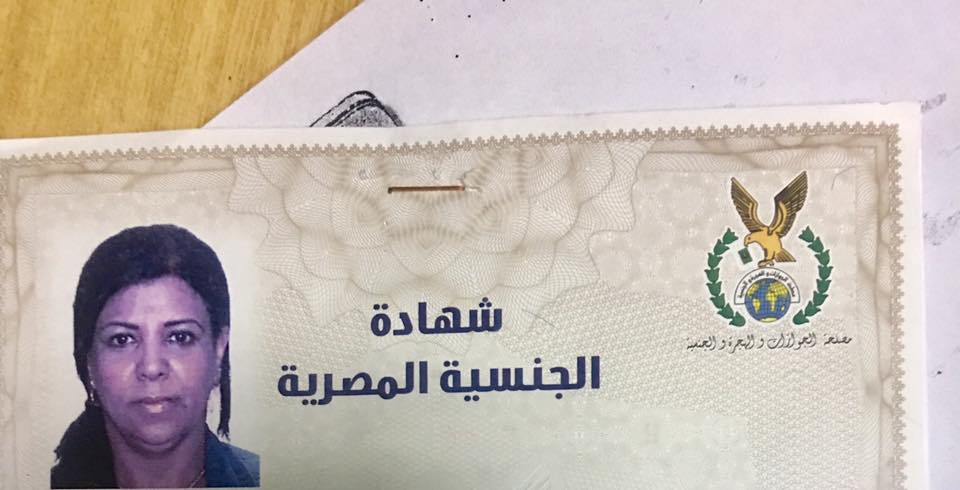 شهادة
الجنسية المصرية
مصلحة الجوازات و الهجرة و الجنسية